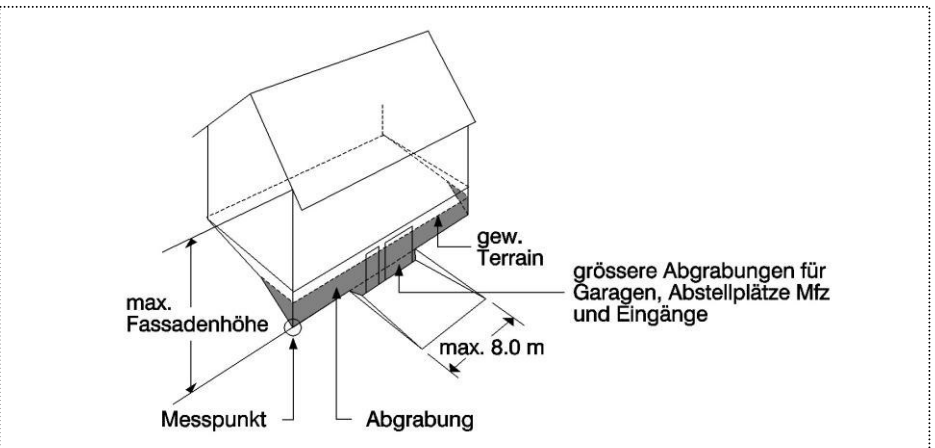 gew.
Terrain
grössere Abgrabungen für
Garagen, Abstellplätze Mfz
und Eingänge
max.
Fassadenhöhe
max. 8.0 m
Messpunkt
Abgrabung